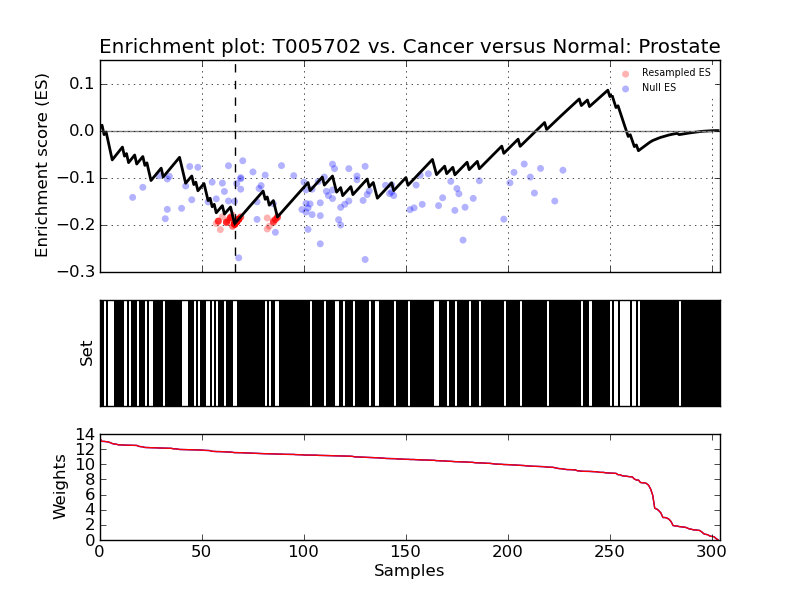 Enrichment plot: T005702 vs. Cancer versus Normal: Prostate
Enrichment score (ES)
0.1
0.0
−0.1
−0.2
−0.3
Resampled ES
Null ES
Set
Weights
14
12
10
8
6
4
2
0
0 50 100 150 200 250 300
Samples